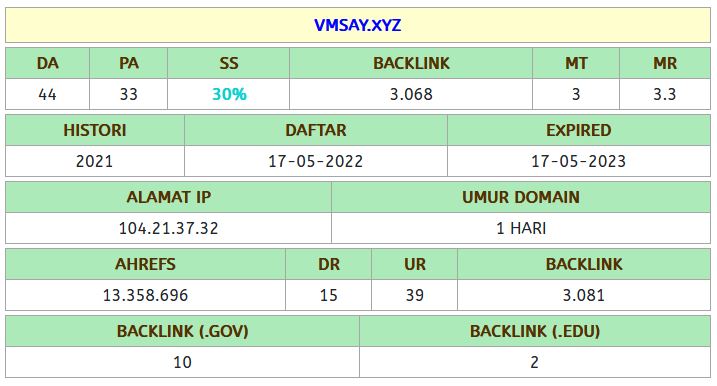 VMSAY.XYZ
DA PA SS BACKLINK MT MR
44 33 30% 3.068 3 3.3
HISTORI DAFTAR EXPIRED
2021 17-05-2022 17-05-2023
ALAMAT IP UMUR DOMAIN
104.21.37.32 1 HARI
AHREFS DR UR BACKLINK
13.358.696 15 39 3.081
BACKLINK (.GOV) BACKLINK (.EDU)
10 2